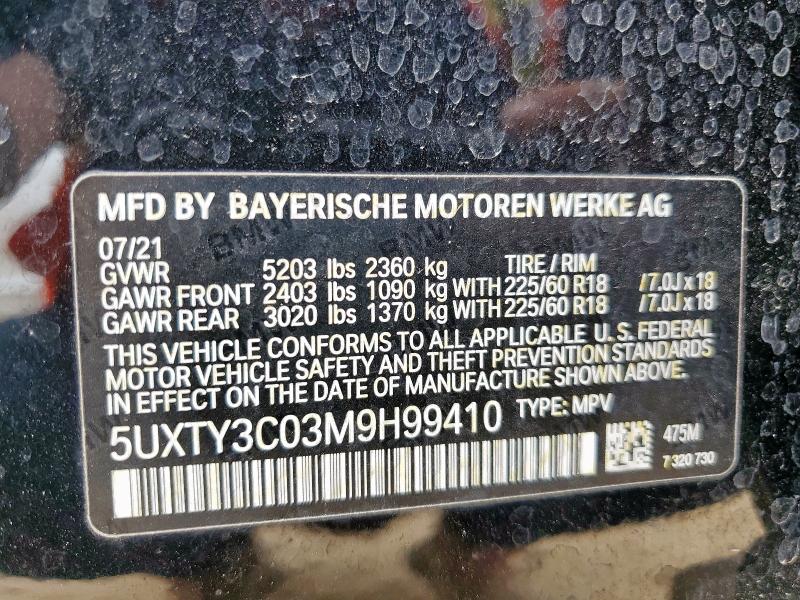 MFD BY BAYERISCHE MOTOREN WERKE AG
07/21
GVWR 5203 lbs 2360 kg TIRE / RIM
GAWR FRONT 2403 lbs 1090 kg WITH 225/60 R18 /7.0J x 18
GAWR REAR 3020 lbs 1370 kg WITH 225/60 R18 /7.0J x 18
THIS VEHICLE CONFORMS TO ALL APPLICABLE U.S. FEDERAL
MOTOR VEHICLE SAFETY AND THEFT PREVENTION STANDARDS
IN EFFECT ON THE DATE OF MANUFACTURE SHOWN ABOVE.
5UXTY3C03M9H99410 TYPE: MPV
475M
7 320 730